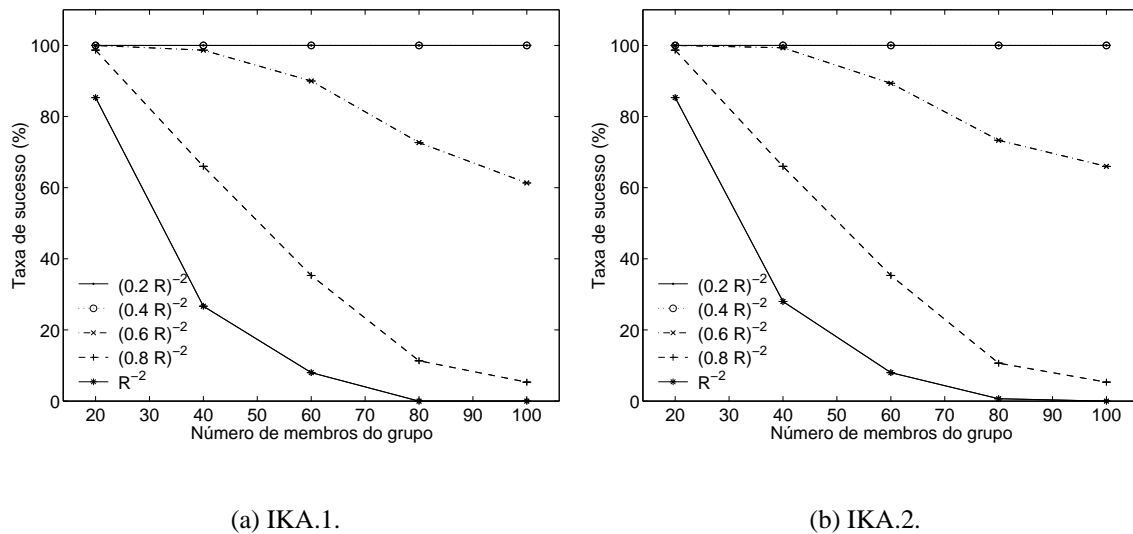 100
80
60
40
20
0
Taxa de sucesso (%)
(0.2 R)−2
(0.4 R)−2
(0.6 R)−2
(0.8 R)−2
R−2
20 30 40 50 60 70 80 90 100
Número de membros do grupo
(a) IKA.1.
100
80
60
40
20
0
Taxa de sucesso (%)
(0.2 R)−2
(0.4 R)−2
(0.6 R)−2
(0.8 R)−2
R−2
20 30 40 50 60 70 80 90 100
Número de membros do grupo
(b) IKA.2.